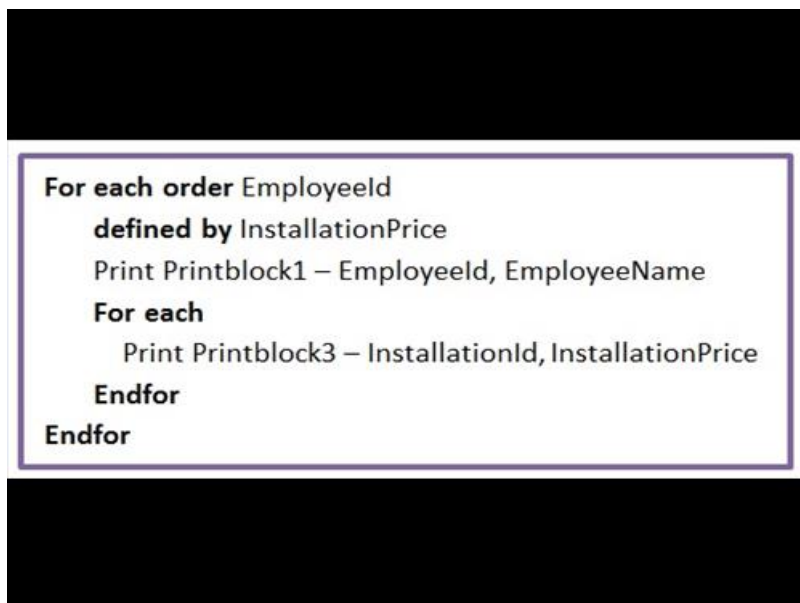 For each order EmployeeId
defined by InstallationPrice
Print Printblock1 – EmployeeId, EmployeeName
For each
Print Printblock3 – InstallationId, InstallationPrice
Endfor
Endfor